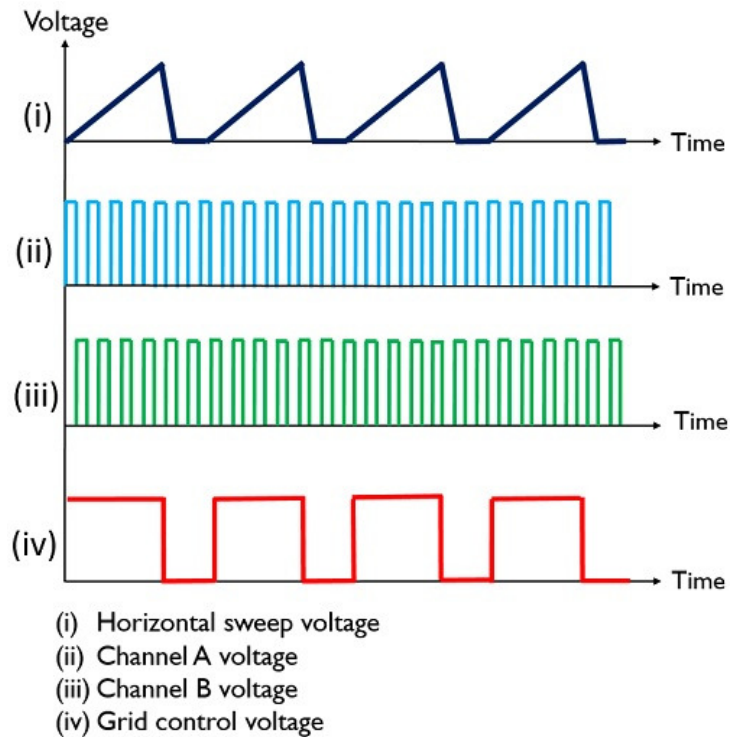 Voltage
(i)
Time
(ii)
Time
(iii)
Time
(iv)
Time
(i) Horizontal sweep voltage
(ii) Channel A voltage
(iii) Channel B voltage
(iv) Grid control voltage